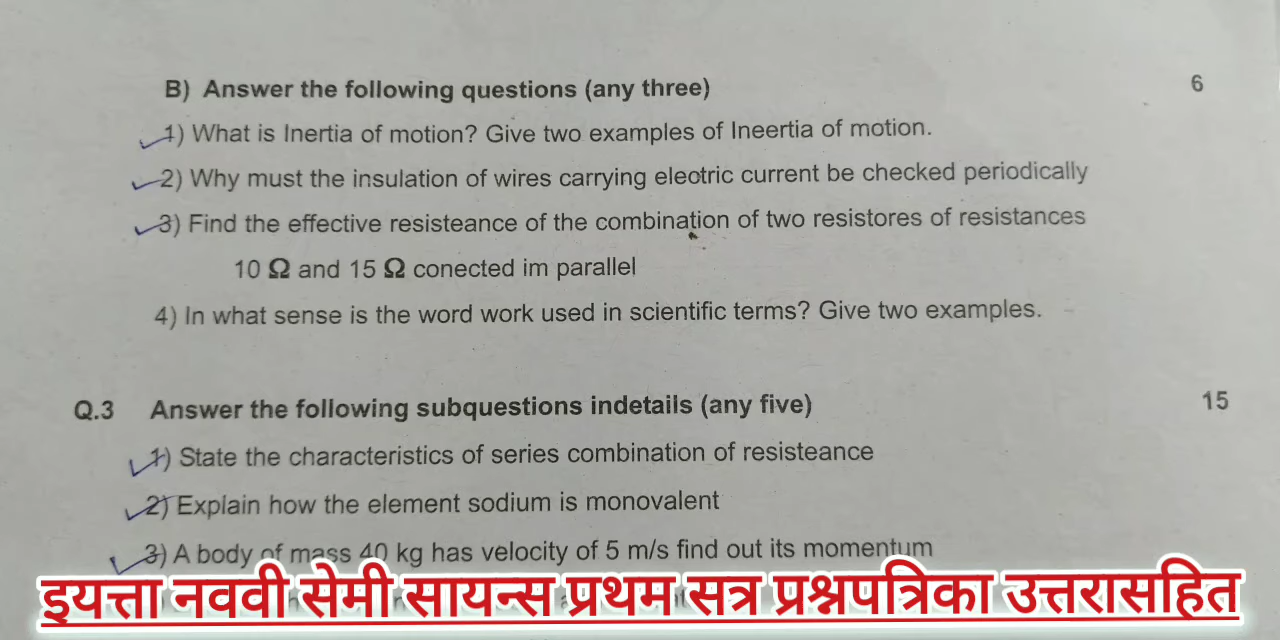 B) Answer the following questions (any three) 6
1) What is Inertia of motion? Give two examples of Ineertia of motion.
2) Why must the insulation of wires carrying eleotric current be checked periodically
3) Find the effective resisteance of the combination of two resistores of resistances
10 Ω and 15 Ω conected im parallel
4) In what sense is the word work used in scientific terms? Give two examples.
Q.3 Answer the following subquestions indetails (any five) 15
1) State the characteristics of series combination of resisteance
2) Explain how the element sodium is monovalent
3) A body of mass 40 kg has velocity of 5 m/s find out its momentum
इयत्ता नववी सेमी सायन्स प्रथम सत्र प्रश्नपत्रिका उत्तरासहित